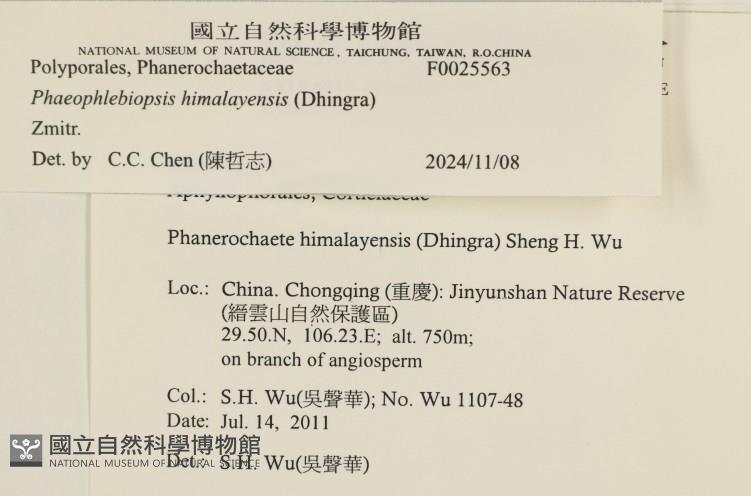 國立自然科學博物館
NATIONAL MUSEUM OF NATURAL SCIENCE, TAICHUNG, TAIWAN, R.O.CHINA
Polyporales, Phanerochaetaceae F0025563
Phaeophlebiopsis himalayensis (Dhingra)
Zmitr.
Det. by C.C. Chen (陳哲志) 2024/11/08
Aphyllophorales, Corticiaceae
Phanerochaete himalayensis (Dhingra) Sheng H. Wu
Loc.: China. Chongqing (重慶): Jinyunshan Nature Reserve
(縉雲山自然保護區)
29.50.N, 106.23.E; alt. 750m;
on branch of angiosperm
Col.: S.H. Wu(吳聲華); No. Wu 1107-48
Date: Jul. 14, 2011
Det.: S.H. Wu(吳聲華)
國立自然科學博物館
NATIONAL MUSEUM OF NATURAL SCIENCE